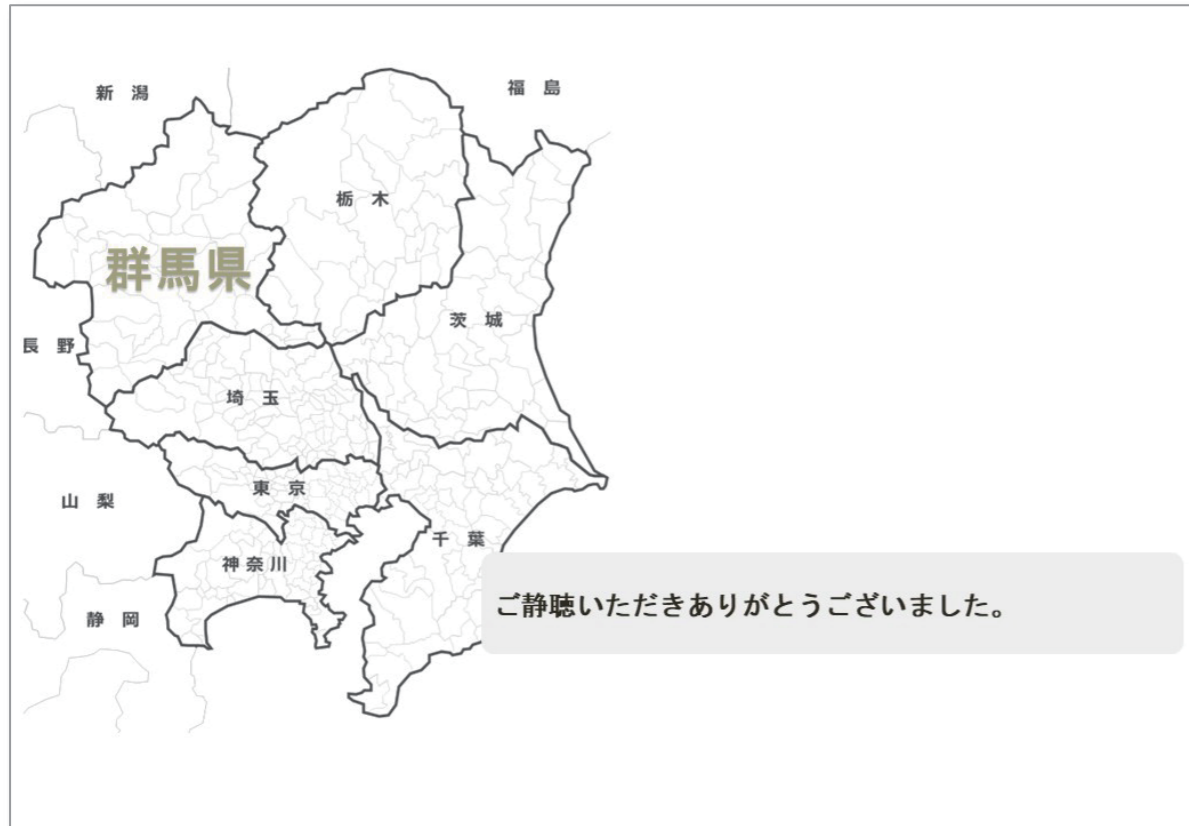 新潟
福島
栃木
群馬県
茨城
長野
埼玉
東京
山梨
千葉
神奈川
ご静聴いただきありがとうございました。
静岡